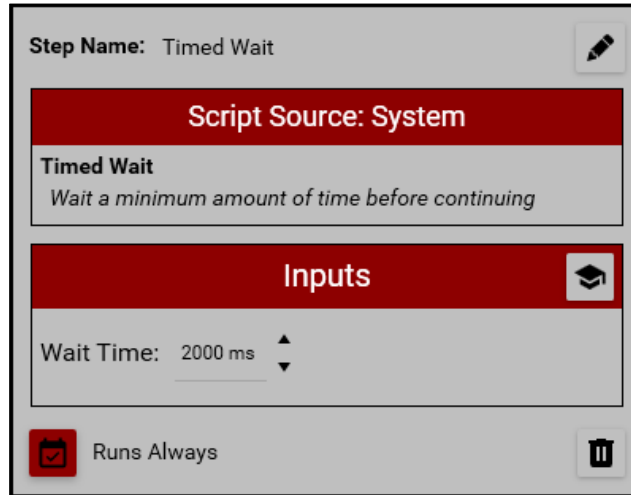 Step Name: Timed Wait
Script Source: System
Timed Wait
Wait a minimum amount of time before continuing
Inputs
Wait Time: 2000 ms
Runs Always